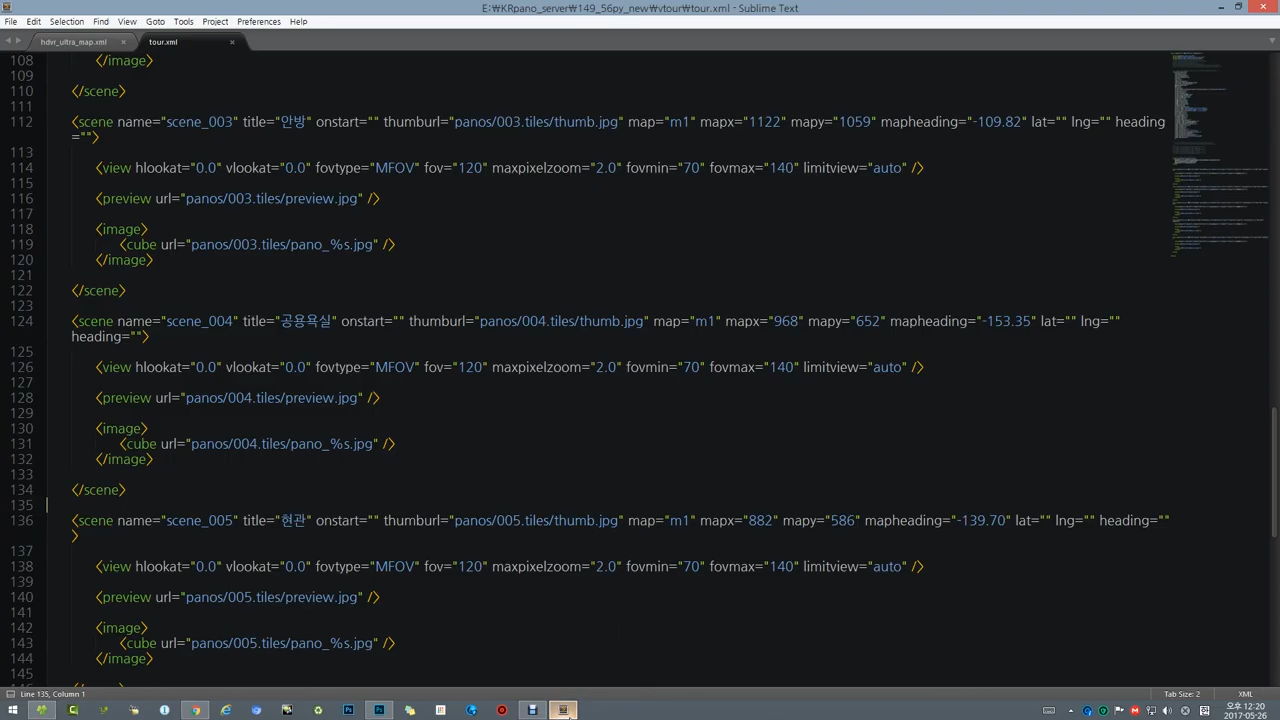 E:\KRpano_server\149_56py_new\vtour\tour.xml - Sublime Text
File Edit Selection Find View Goto Tools Project Preferences Help
hdvr_ultra_map.xml × tour.xml ×
108 </image>
109
110 </scene>
111
112 <scene name="scene_003" title="안방" onstart="" thumburl="panos/003.tiles/thumb.jpg" map="m1" mapx="1122" mapy="1059" mapheading="-109.82" lat="" lng="" heading
="">
113
114 <view hlookat="0.0" vlookat="0.0" fovtype="MFOV" fov="120" maxpixelzoom="2.0" fovmin="70" fovmax="140" limitview="auto" />
115
116 <preview url="panos/003.tiles/preview.jpg" />
117
118 <image>
119 <cube url="panos/003.tiles/pano_%s.jpg" />
120 </image>
121
122 </scene>
123
124 <scene name="scene_004" title="공용욕실" onstart="" thumburl="panos/004.tiles/thumb.jpg" map="m1" mapx="968" mapy="652" mapheading="-153.35" lat="" lng=""
heading="">
125
126 <view hlookat="0.0" vlookat="0.0" fovtype="MFOV" fov="120" maxpixelzoom="2.0" fovmin="70" fovmax="140" limitview="auto" />
127
128 <preview url="panos/004.tiles/preview.jpg" />
129
130 <image>
131 <cube url="panos/004.tiles/pano_%s.jpg" />
132 </image>
133
134 </scene>
135
136 <scene name="scene_005" title="현관" onstart="" thumburl="panos/005.tiles/thumb.jpg" map="m1" mapx="882" mapy="586" mapheading="-139.70" lat="" lng="" heading=""
>
137
138 <view hlookat="0.0" vlookat="0.0" fovtype="MFOV" fov="120" maxpixelzoom="2.0" fovmin="70" fovmax="140" limitview="auto" />
139
140 <preview url="panos/005.tiles/preview.jpg" />
141
142 <image>
143 <cube url="panos/005.tiles/pano_%s.jpg" />
144 </image>
145
Line 135, Column 1 Tab Size: 2 XML
오후 12:20
2017-05-26